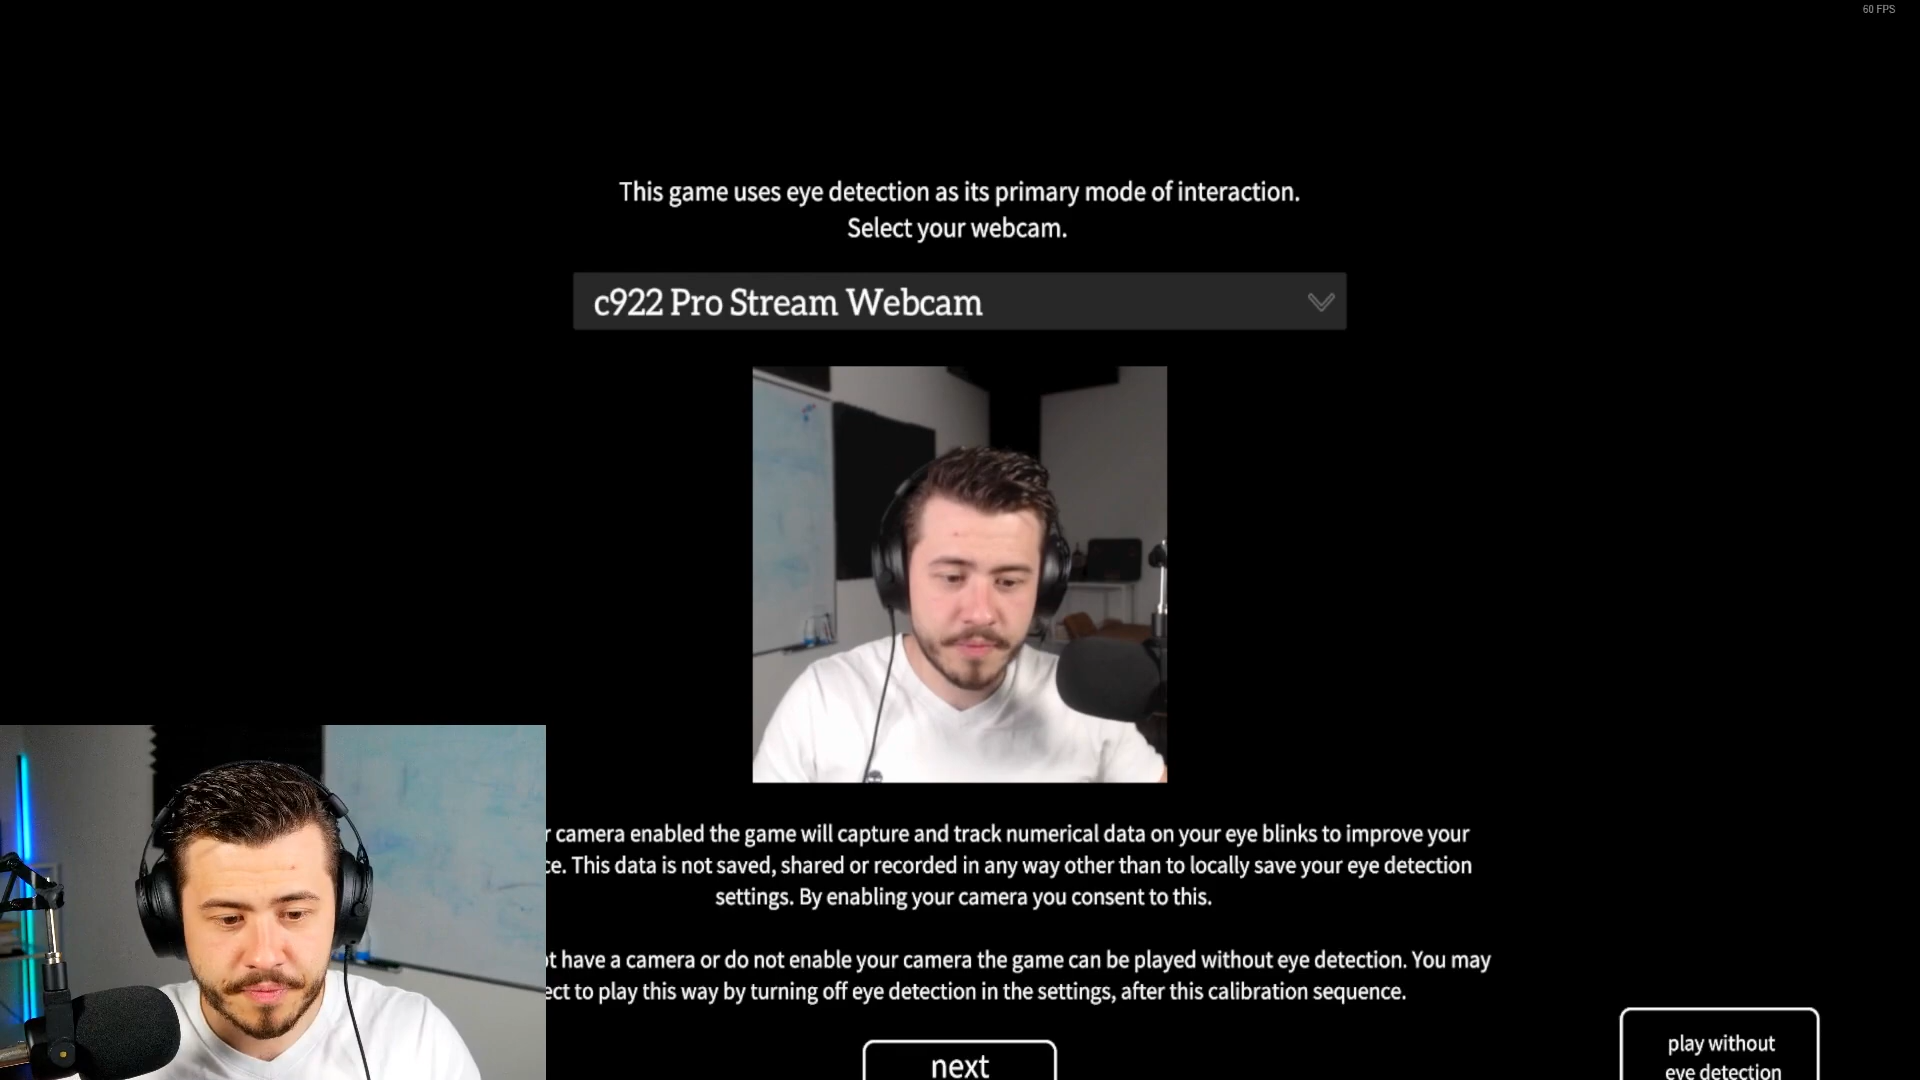 60 FPS
This game uses eye detection as its primary mode of interaction.
Select your webcam.
c922 Pro Stream Webcam
camera enabled the game will capture and track numerical data on your eye blinks to improve your
This data is not saved, shared or recorded in any way other than to locally save your eye detection
settings. By enabling your camera you consent to this.
have a camera or do not enable your camera the game can be played without eye detection. You may
to play this way by turning off eye detection in the settings, after this calibration sequence.
next
play without
eye detection